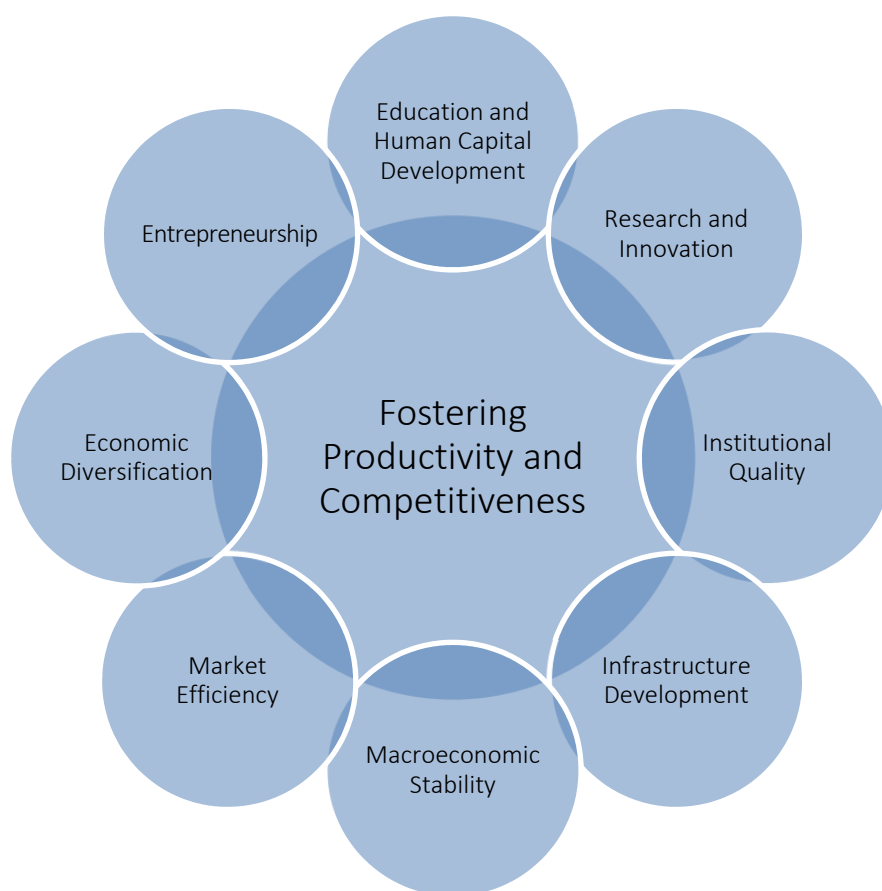 Education and
Human Capital
Development
Research and
Innovation
Institutional
Quality
Infrastructure
Development
Macroeconomic
Stability
Market
Efficiency
Economic
Diversification
Entrepreneurship
Fostering
Productivity and
Competitiveness